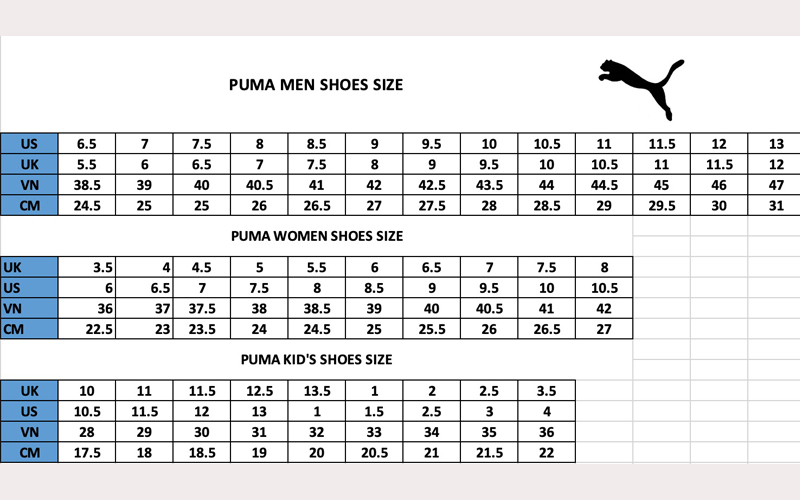 PUMA MEN SHOES SIZE
US 6.5 7 7.5 8 8.5 9 9.5 10 10.5 11 11.5 12 13
UK 5.5 6 6.5 7 7.5 8 9 9.5 10 10.5 11 11.5 12
VN 38.5 39 40 40.5 41 42 42.5 43.5 44 44.5 45 46 47
CM 24.5 25 25 26 26.5 27 27.5 28 28.5 29 29.5 30 31
PUMA WOMEN SHOES SIZE
UK 3.5 4 4.5 5 5.5 6 6.5 7 7.5 8
US 6 6.5 7 7.5 8 8.5 9 9.5 10 10.5
VN 36 37 37.5 38 38.5 39 40 40.5 41 42
CM 22.5 23 23.5 24 24.5 25 25.5 26 26.5 27
PUMA KID'S SHOES SIZE
UK 10 11 11.5 12.5 13.5 1 2 2.5 3.5
US 10.5 11.5 12 13 1 1.5 2.5 3 4
VN 28 29 30 31 32 33 34 35 36
CM 17.5 18 18.5 19 20 20.5 21 21.5 22